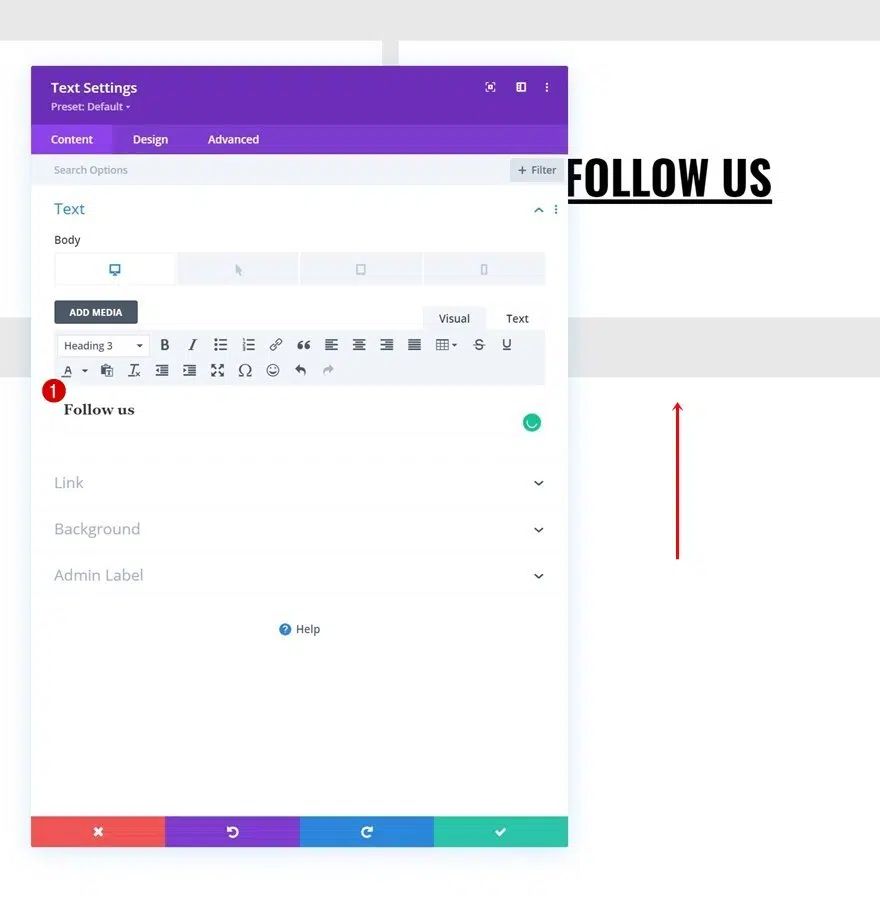 Text Settings
Preset: Default
Content Design Advanced
Search Options + Filter
FOLLOW US
Text
Body
ADD MEDIA
Visual Text
Heading 3 B I U
A
1
Follow us
Link
Background
Admin Label
? Help